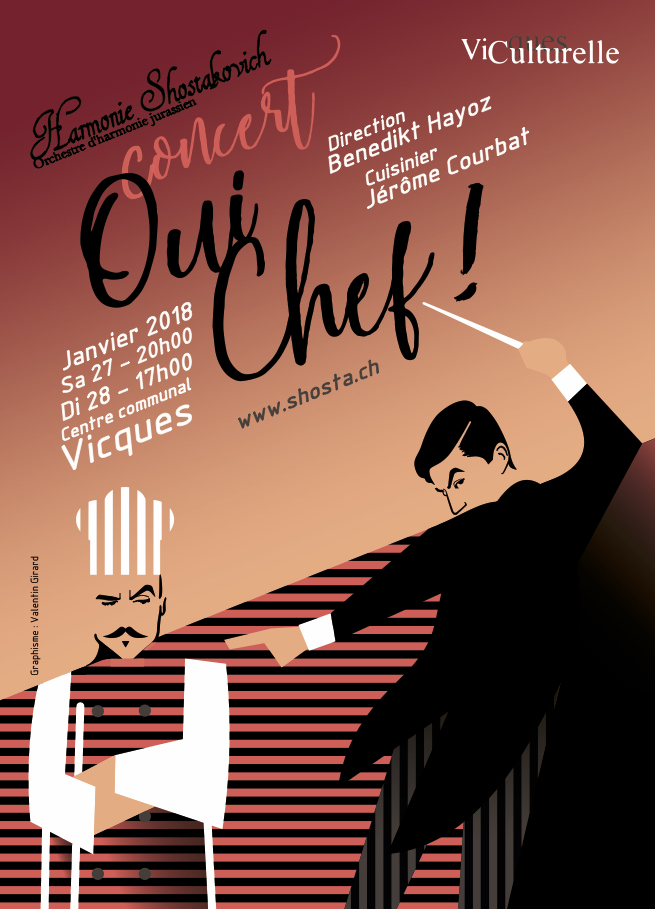 Harmonie Shostakovich
Orchestre d'harmonie jurassien
concert
ques
ViCulturelle
Direction
Benedikt Hayoz
Cuisinier
Jérôme Courbat
Oui
Chef !
Janvier 2018
Sa 27 – 20h00
Di 28 – 17h00
Centre communal
Vicques
www.shosta.ch
Graphisme : Valentin Girard